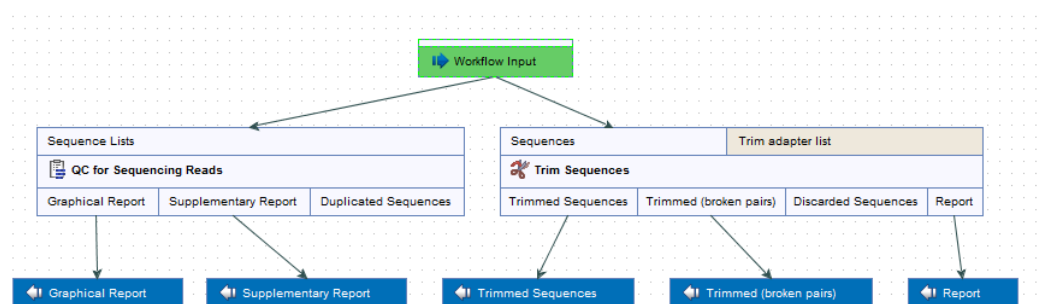 Workflow Input
Sequence Lists
QC for Sequencing Reads
Graphical Report Supplementary Report Duplicated Sequences
Sequences Trim adapter list
Trim Sequences
Trimmed Sequences Trimmed (broken pairs) Discarded Sequences Report
Graphical Report Supplementary Report Trimmed Sequences Trimmed (broken pairs) Report